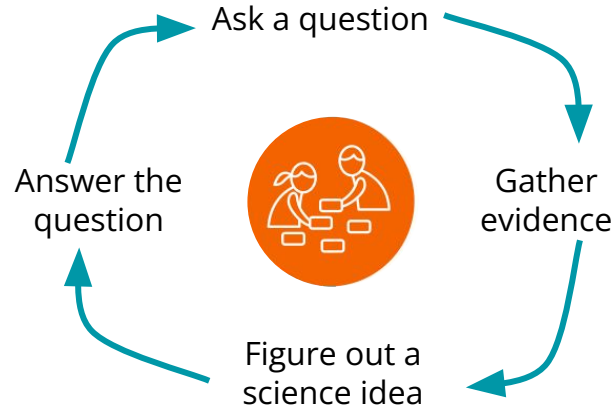 Ask a question
Gather
evidence
Figure out a
science idea
Answer the
question